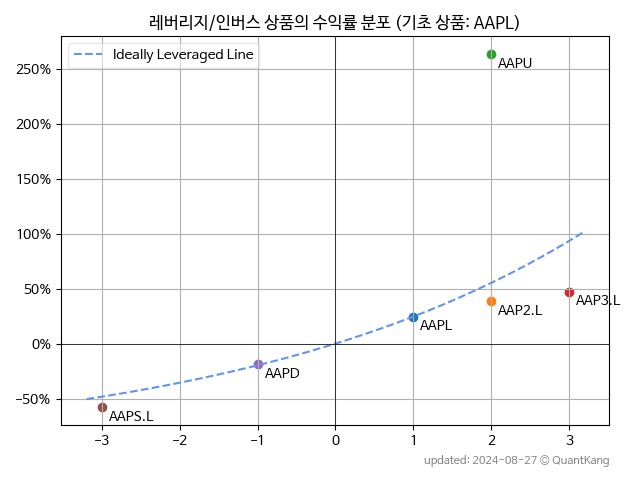 레버리지/인버스 상품의 수익률 분포 (기초 상품: AAPL)
Ideally Leveraged Line
250%
200%
150%
100%
50%
0%
−50%
AAPU
AAP3.L
AAP2.L
AAPL
AAPD
AAPS.L
−3 −2 −1 0 1 2 3
updated: 2024-08-27 © QuantKang